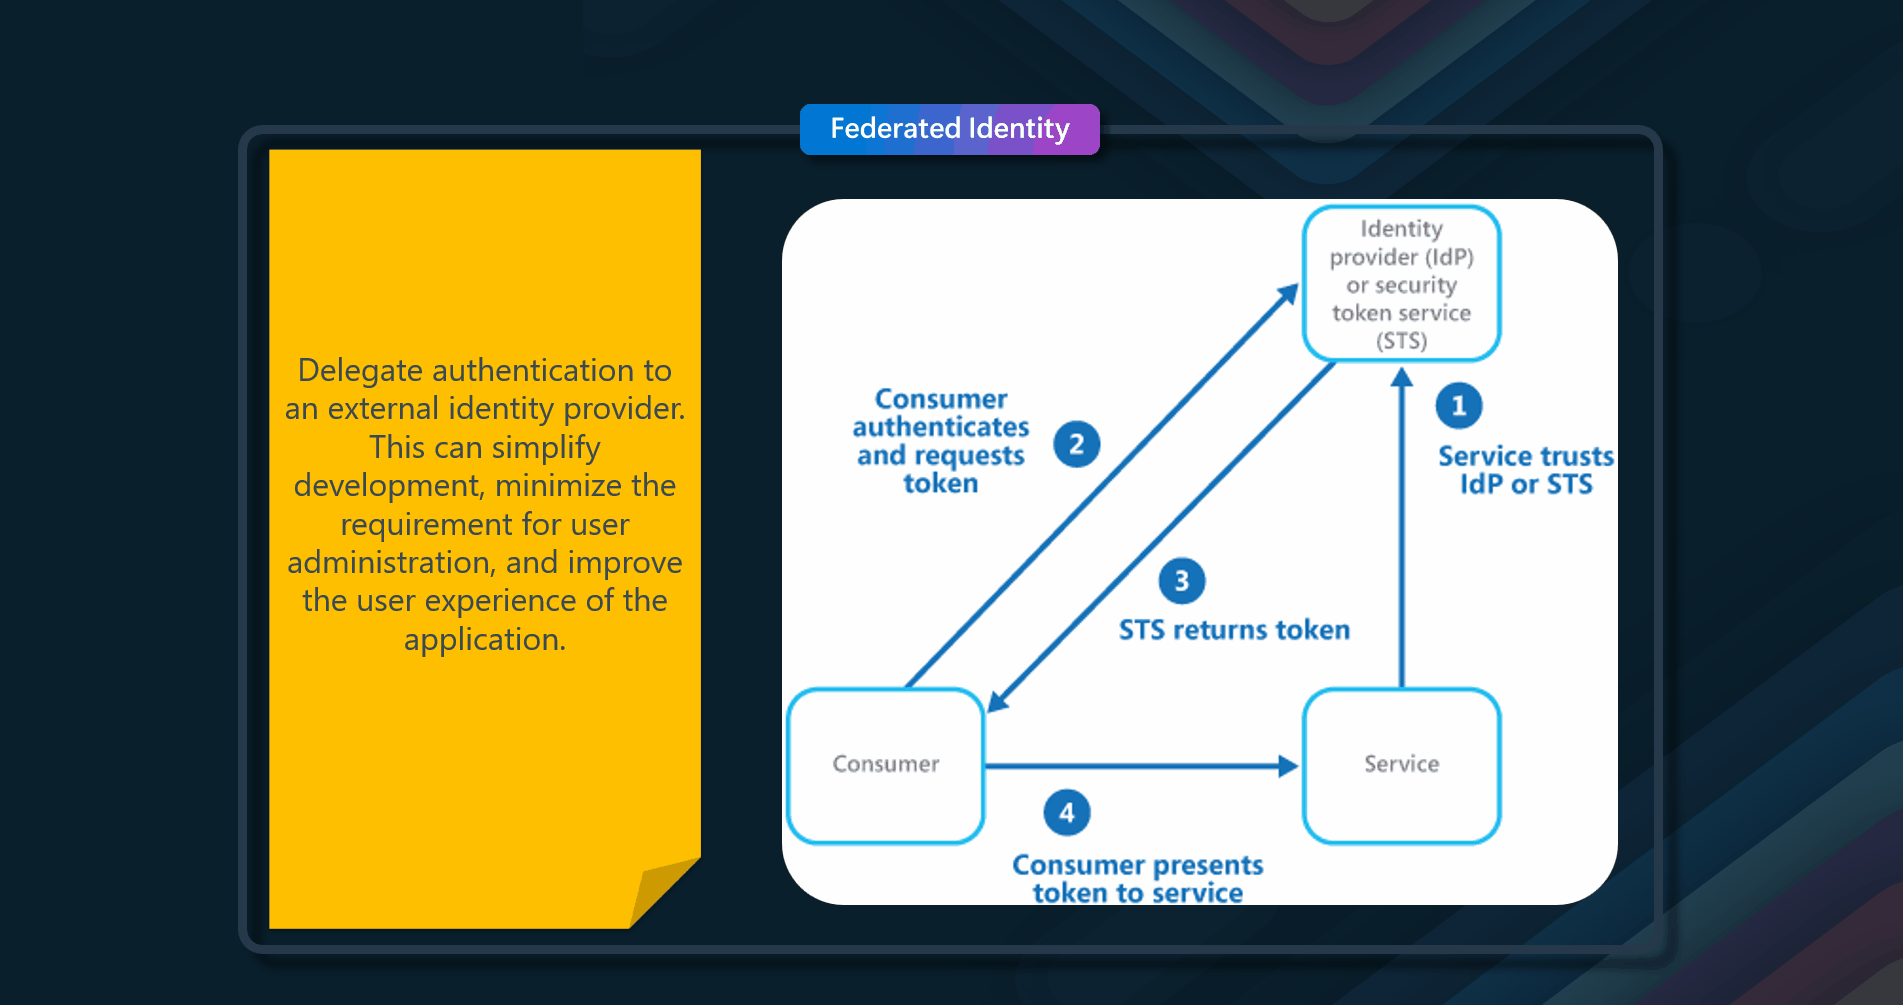 Federated Identity
Delegate authentication to
an external identity provider.
This can simplify
development, minimize the
requirement for user
administration, and improve
the user experience of the
application.
Identity
provider (IdP)
or security
token service
(STS)
1
Service trusts
IdP or STS
Consumer
authenticates
and requests
token
2
3
STS returns token
Consumer
Service
4
Consumer presents
token to service